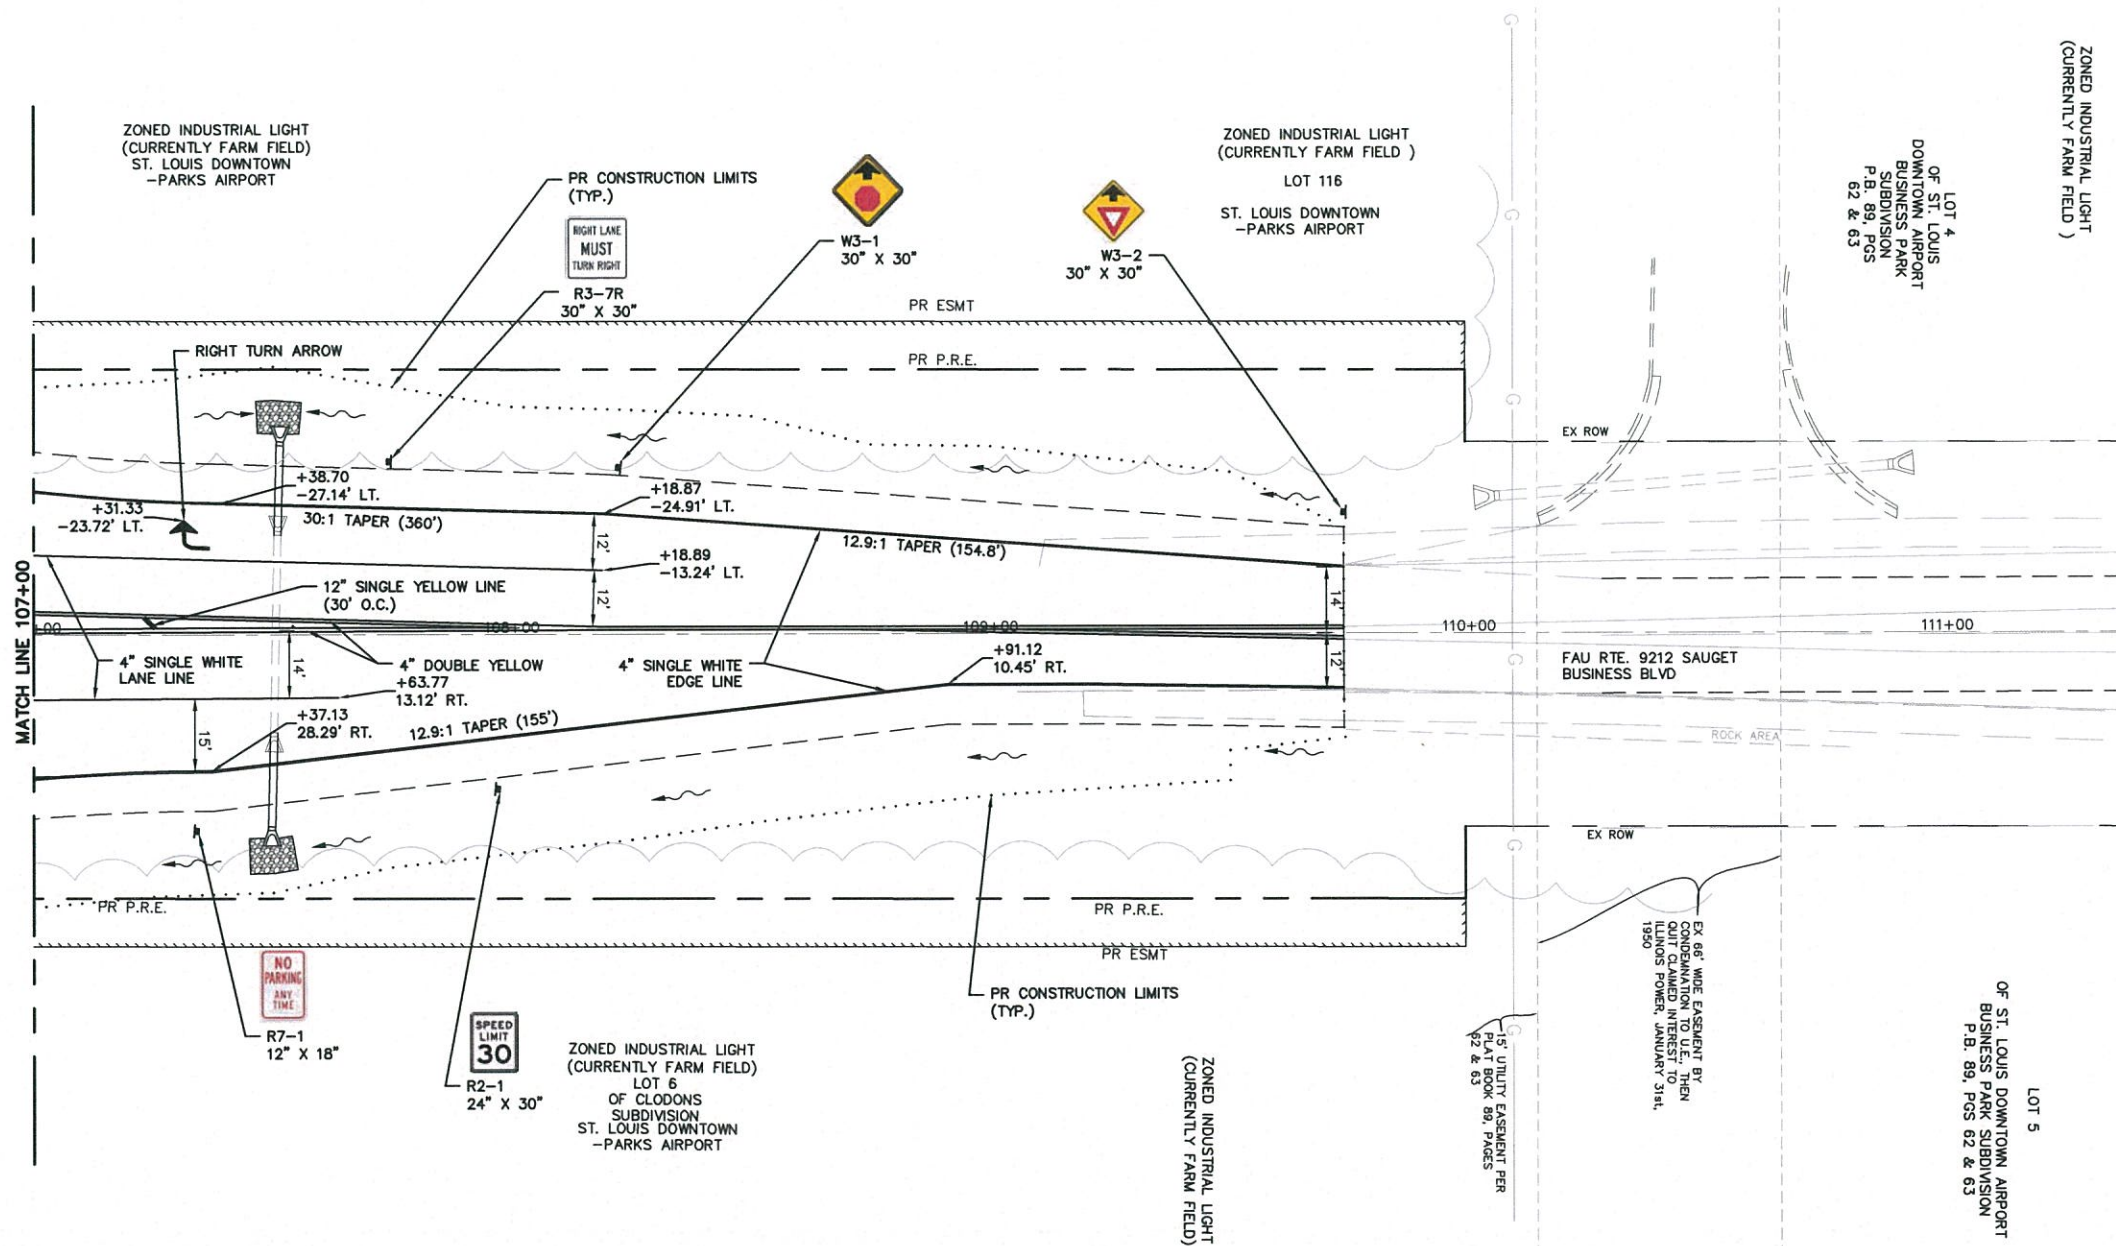 ZONED INDUSTRIAL LIGHT
(CURRENTLY FARM FIELD)
ST. LOUIS DOWNTOWN
-PARKS AIRPORT
PR CONSTRUCTION LIMITS
(TYP.)
RIGHT LANE
MUST
TURN RIGHT
R3-7R
30" X 30"
W3-1
30" X 30"
W3-2
30" X 30"
ZONED INDUSTRIAL LIGHT
(CURRENTLY FARM FIELD )
LOT 116
ST. LOUIS DOWNTOWN
-PARKS AIRPORT
G
G
G
G
G
G
LOT 4
OF ST. LOUIS
DOWNTOWN AIRPORT
BUSINESS PARK
SUBDIVISION
P.B. 89, PGS
62 & 63
ZONED INDUSTRIAL LIGHT
(CURRENTLY FARM FIELD )
PR ESMT
PR P.R.E.
RIGHT TURN ARROW
EX ROW
+38.70
-27.14' LT.
30:1 TAPER (360')
+31.33
-23.72' LT.
+18.87
-24.91' LT.
12'
12.9:1 TAPER (154.8')
+18.89
-13.24' LT.
12'
14'
12" SINGLE YELLOW LINE
(30' O.C.)
MATCH LINE 107+00
00
108+00
109+00
110+00
111+00
4" SINGLE WHITE
LANE LINE
14'
4" DOUBLE YELLOW
+63.77
13.12' RT.
4" SINGLE WHITE
EDGE LINE
+91.12
10.45' RT.
12'
FAU RTE. 9212 SAUGET
BUSINESS BLVD
15'
+37.13
28.29' RT.
12.9:1 TAPER (155')
ROCK AREA
EX ROW
PR P.R.E.
PR P.R.E.
PR ESMT
NO
PARKING
ANY
TIME
R7-1
12" X 18"
SPEED
LIMIT
30
R2-1
24" X 30"
ZONED INDUSTRIAL LIGHT
(CURRENTLY FARM FIELD)
LOT 6
OF CLODONS
SUBDIVISION
ST. LOUIS DOWNTOWN
-PARKS AIRPORT
PR CONSTRUCTION LIMITS
(TYP.)
ZONED INDUSTRIAL LIGHT
(CURRENTLY FARM FIELD)
15' UTILITY EASEMENT PER
PLAT BOOK 89, PAGES
62 & 63
EX 66' WIDE EASEMENT BY
CONDEMNATION TO U.E., THEN
QUIT CLAIMED INTEREST TO
ILLINOIS POWER, JANUARY 31st,
1950
LOT 5
OF ST. LOUIS DOWNTOWN AIRPORT
BUSINESS PARK SUBDIVISION
P.B. 89, PGS 62 & 63